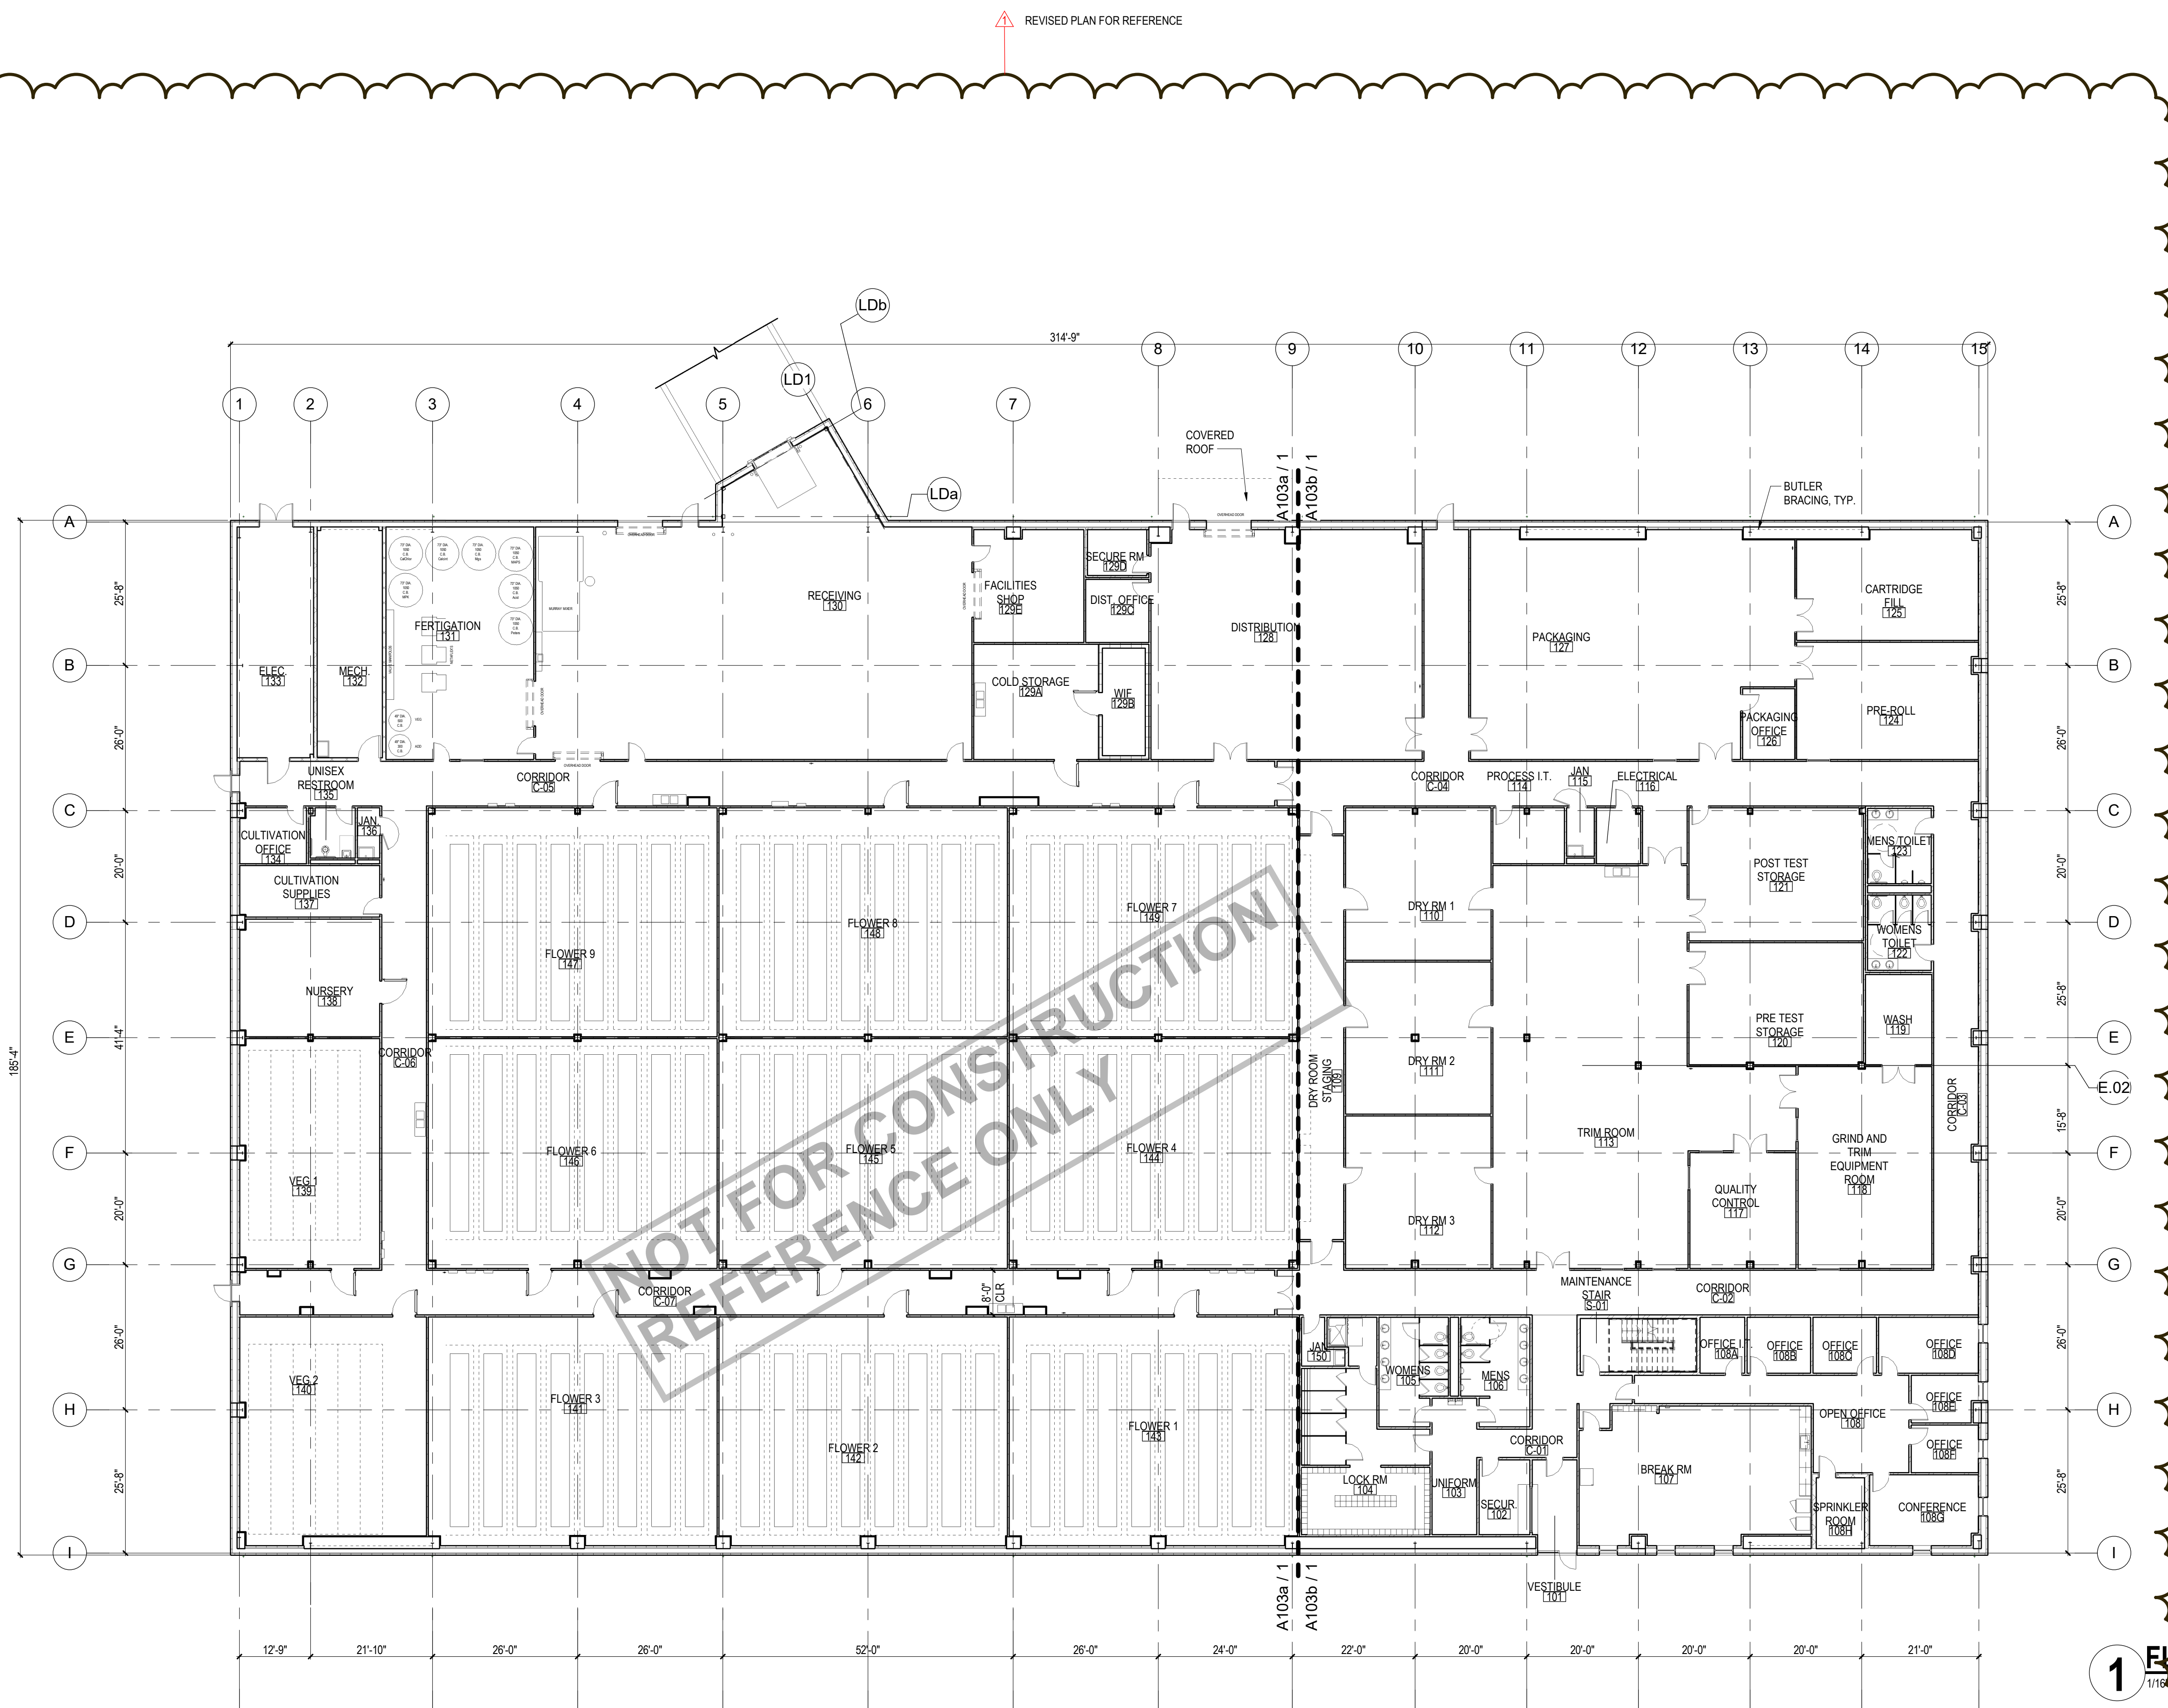 1 REVISED PLAN FOR REFERENCE
LDb
314'-9"
8 9 10 11 12 13 14 15
LD1
1 2 3 4 5 6 7
COVERED
ROOF
A103a / 1
A103b / 1
BUTLER
BRACING, TYP.
LDa
OVERHEAD DOOR
A A
OVERHEAD DOOR
SECURE RM
129D
FACILITIES
SHOP
129E
DIST. OFFICE
129C
RECEIVING
130
MURRAY MIXER
OVERHEAD DOOR
CARTRIDGE
FILL
125
25'-8" 25'-8"
FERTIGATION
131
DISTRIBUTION
128
PACKAGING
127
B B
ELEC.
133
MECH.
132
COLD STORAGE
129A
WIF
129B
OVERHEAD DOOR
PACKAGING
OFFICE
126
PRE-ROLL
124
26'-0" 26'-0"
OVERHEAD DOOR
UNISEX
RESTROOM
135
CORRIDOR
C-05
CORRIDOR
C-04
PROCESS I.T.
114
JAN
115
ELECTRICAL
116
C C
JAN.
136
CULTIVATION
OFFICE
134
MENS TOILET
123
20'-0" 20'-0"
CULTIVATION
SUPPLIES
137
POST TEST
STORAGE
121
D D
FLOWER 9
147
FLOWER 8
148
FLOWER 7
149
DRY RM 1
110
WOMENS
TOILET
122
NURSERY
138
25'-8"
PRE TEST
STORAGE
120
WASH
119
E E
185'-4"
41'-4"
CORRIDOR
C-06
DRY ROOM
STAGING
109
DRY RM 2
111
E.02
CORRIDOR
C-03
15'-8"
F F
FLOWER 6
146
FLOWER 5
145
FLOWER 4
144
TRIM ROOM
113
GRIND AND
TRIM
EQUIPMENT
ROOM
118
VEG 1
139
DRY RM 3
112
QUALITY
CONTROL
117
20'-0" 20'-0"
NOT FOR CONSTRUCTION
REFERENCE ONLY
G G
CORRIDOR
C-07
8'-0"
CLR
MAINTENANCE
STAIR
S-01
CORRIDOR
C-02
26'-0" 26'-0"
JAN
150
WOMENS
105
MENS
106
OFFICE I.T.
108A
OFFICE
108B
OFFICE
108C
OFFICE
108D
VEG 2
140
H H
FLOWER 3
141
FLOWER 2
142
FLOWER 1
143
OPEN OFFICE
108
OFFICE
108E
OFFICE
108F
CORRIDOR
C-01
25'-8" 25'-8"
LOCK RM
104
UNIFORM
103
SECUR.
102
BREAK RM
107
SPRINKLER
ROOM
108H
CONFERENCE
108G
I I
VESTIBULE
101
A103a / 1
A103b / 1
12'-9" 21'-10" 26'-0" 26'-0" 52'-0" 26'-0" 24'-0" 22'-0" 20'-0" 20'-0" 20'-0" 20'-0" 21'-0"
1